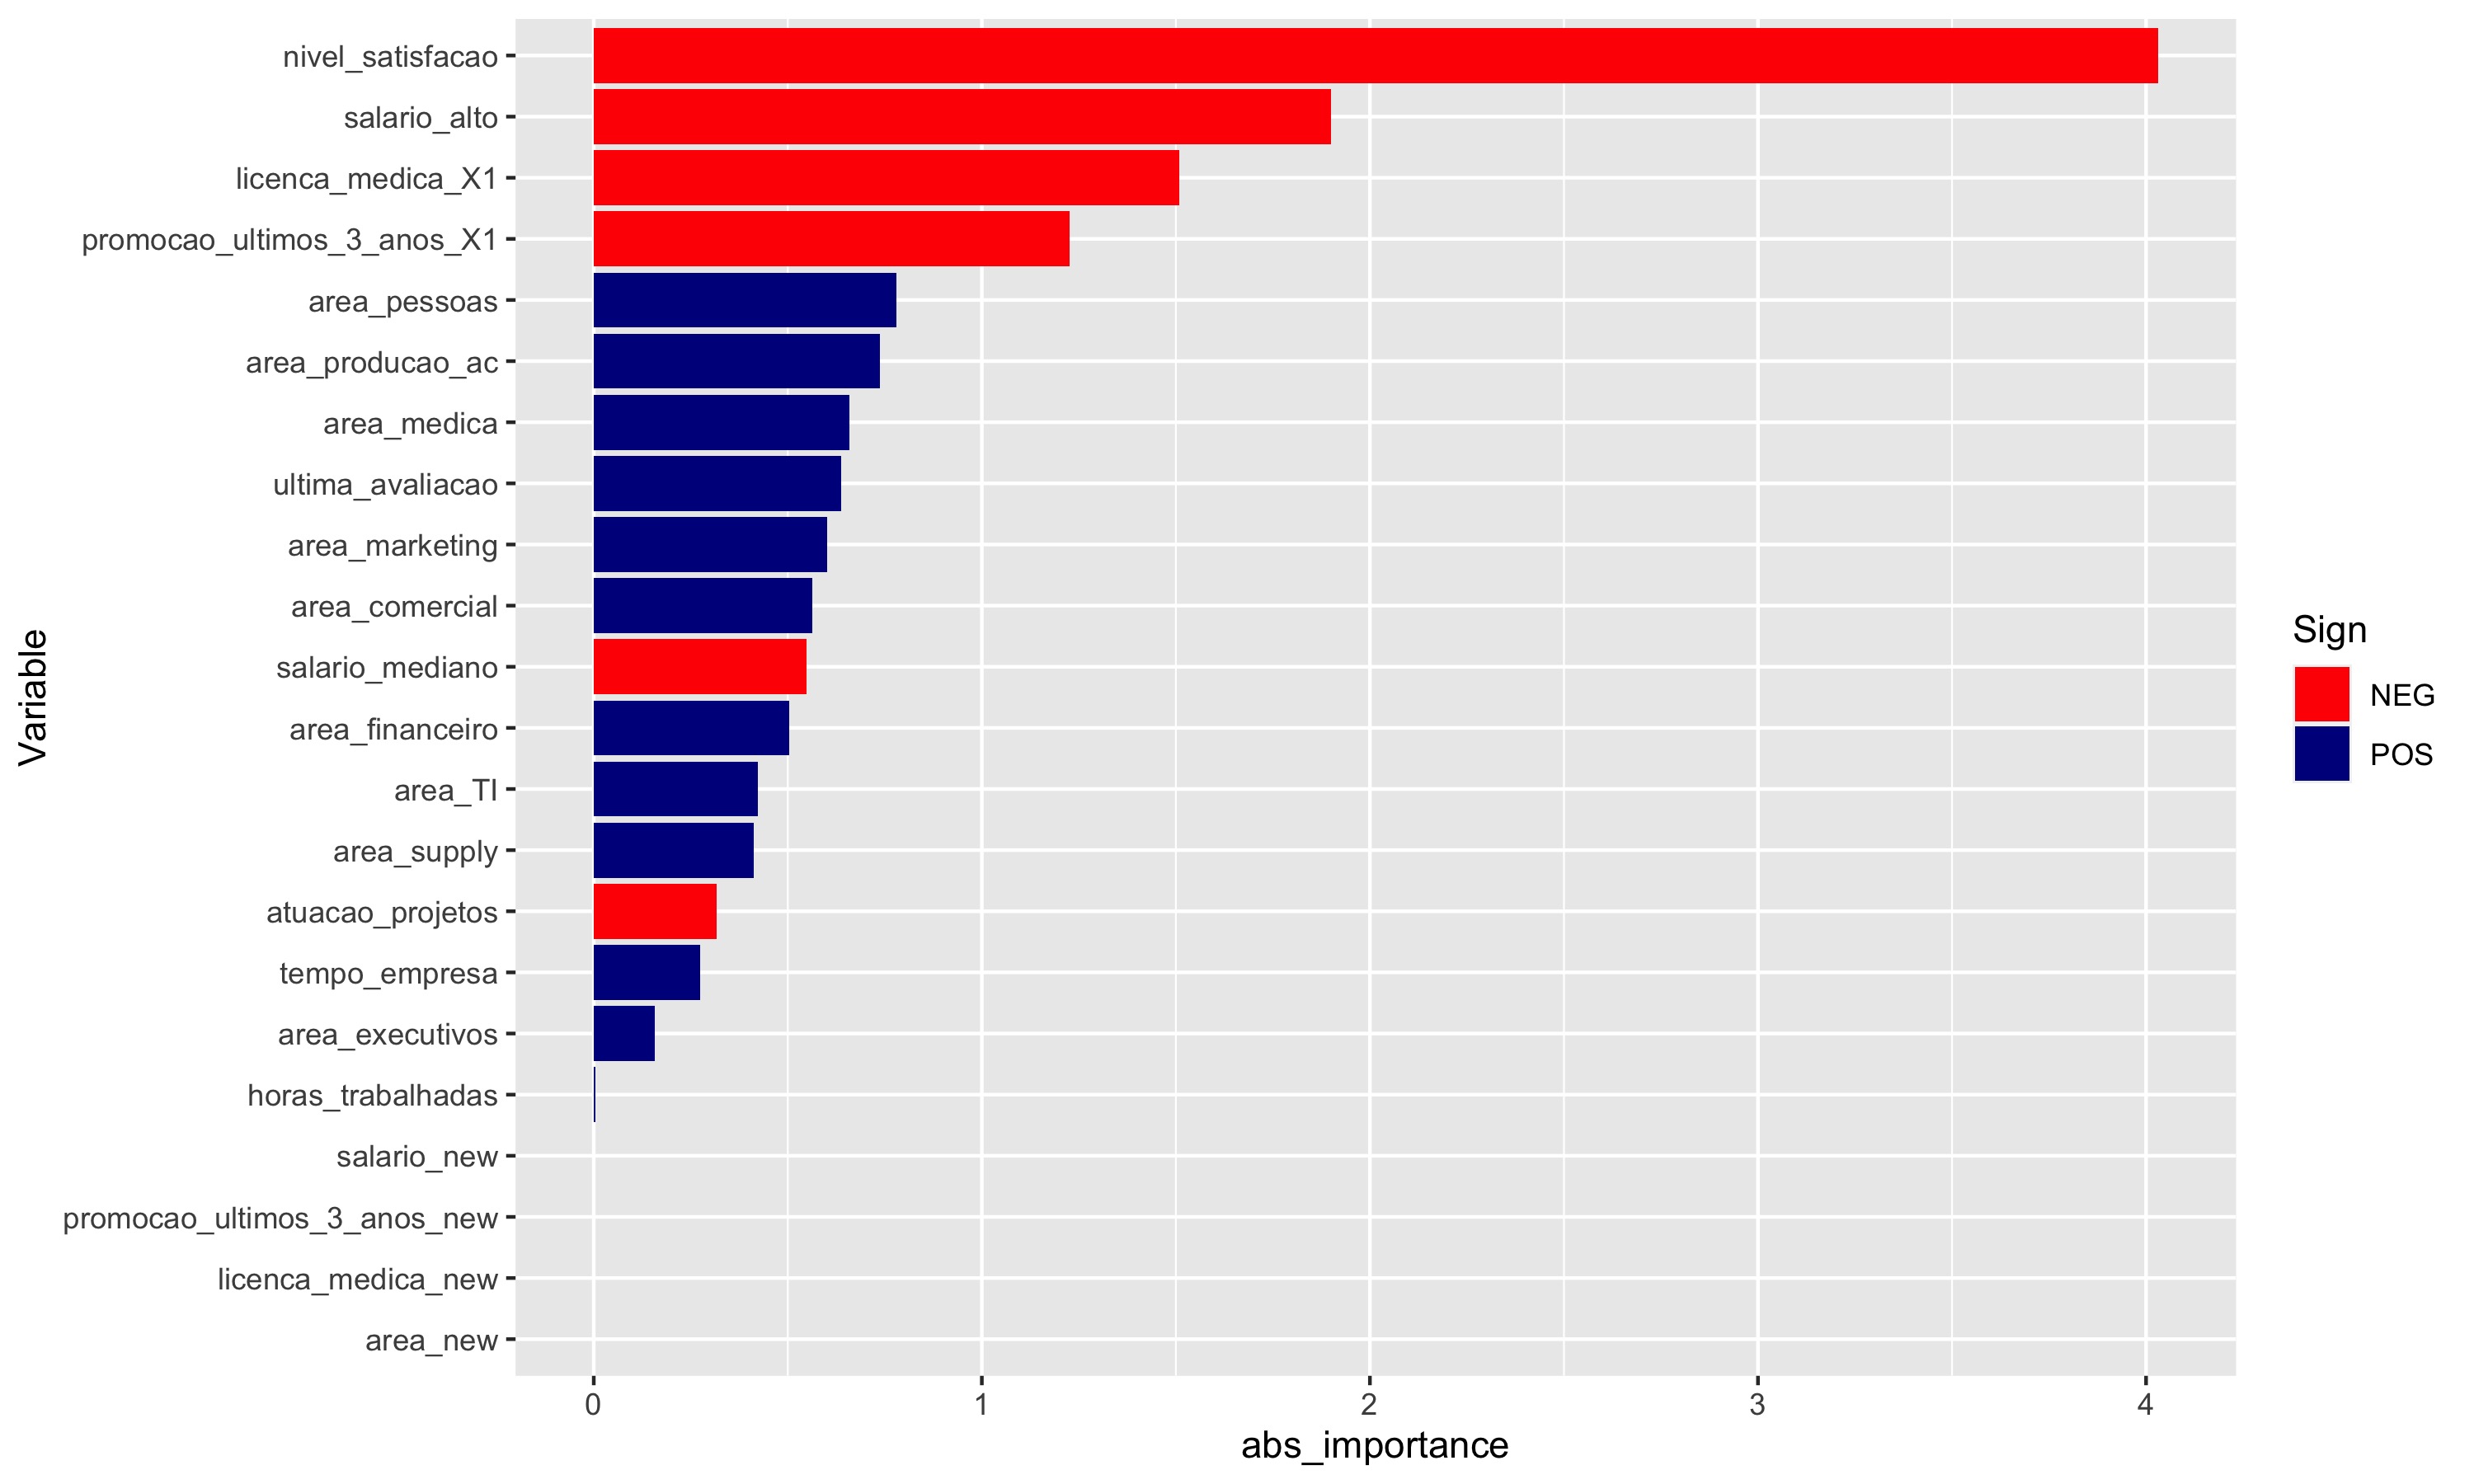 nivel_satisfacao
salario_alto
licenca_medica_X1
promocao_ultimos_3_anos_X1
area_pessoas
area_producao_ac
area_medica
ultima_avaliacao
area_marketing
area_comercial
salario_mediano
area_financeiro
area_TI
area_supply
atuacao_projetos
tempo_empresa
area_executivos
horas_trabalhadas
salario_new
promocao_ultimos_3_anos_new
licenca_medica_new
area_new
Variable
0 1 2 3 4
abs_importance
Sign
NEG
POS